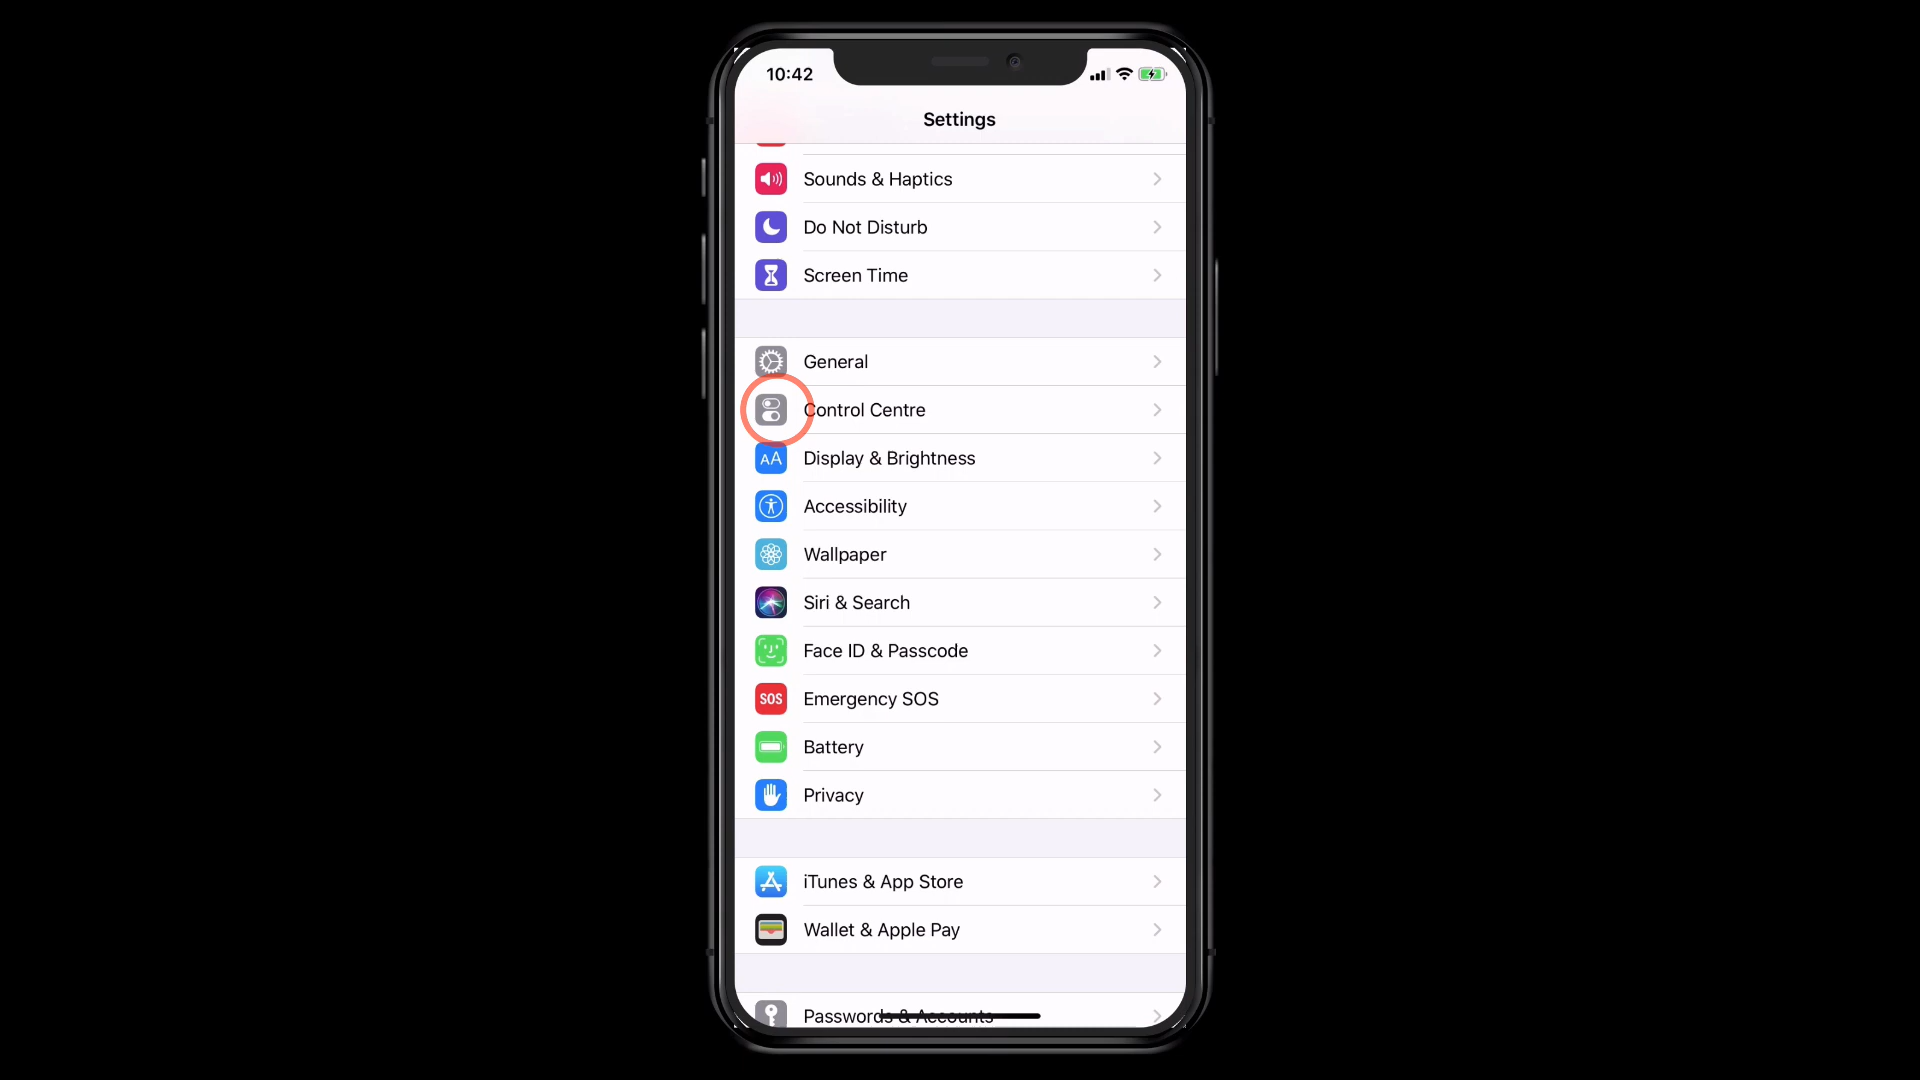 10:42
Settings
Sounds & Haptics
Do Not Disturb
Screen Time
General
Control Centre
AA Display & Brightness
Accessibility
Wallpaper
Siri & Search
Face ID & Passcode
SOS Emergency SOS
Battery
Privacy
iTunes & App Store
Wallet & Apple Pay
Passwords & Accounts